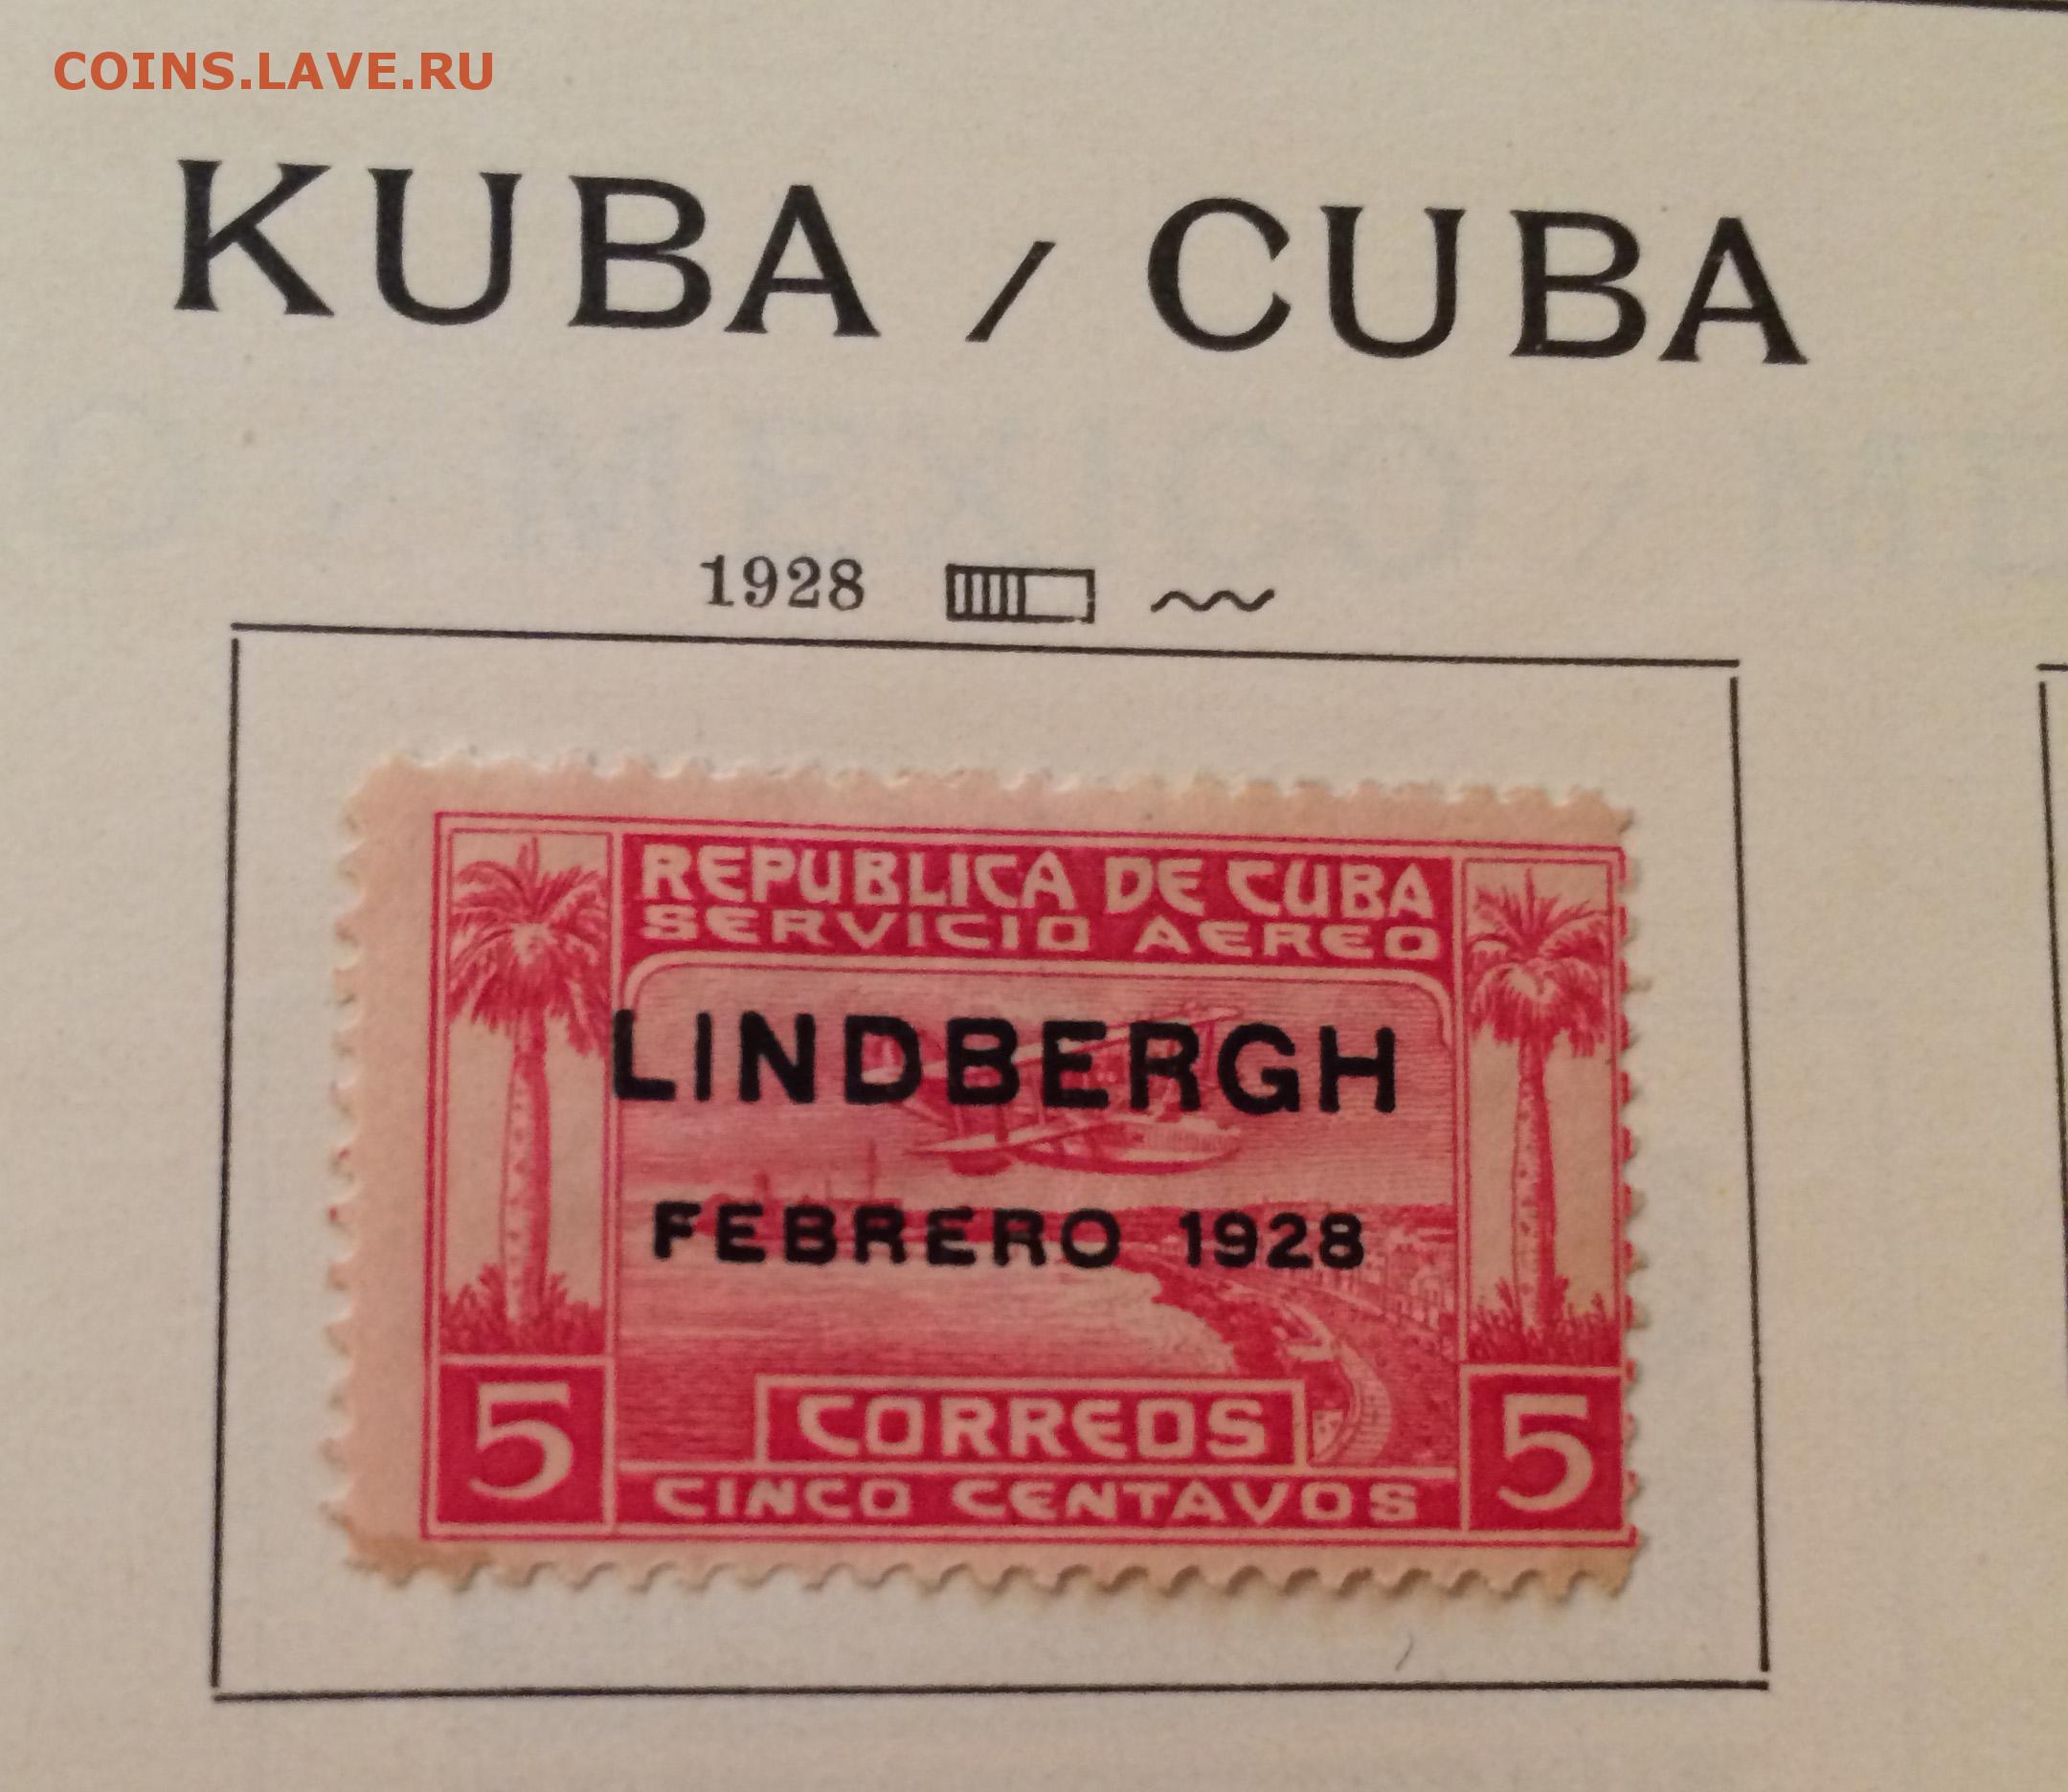 COINS.LAVE.RU
KUBA / CUBA
MEXICO
1928
REPUBLICA DE CUBA
SERVICIO AEREO
LINDBERGH
FEBRERO 1928
5 CORREOS 5
CINCO CENTAVOS